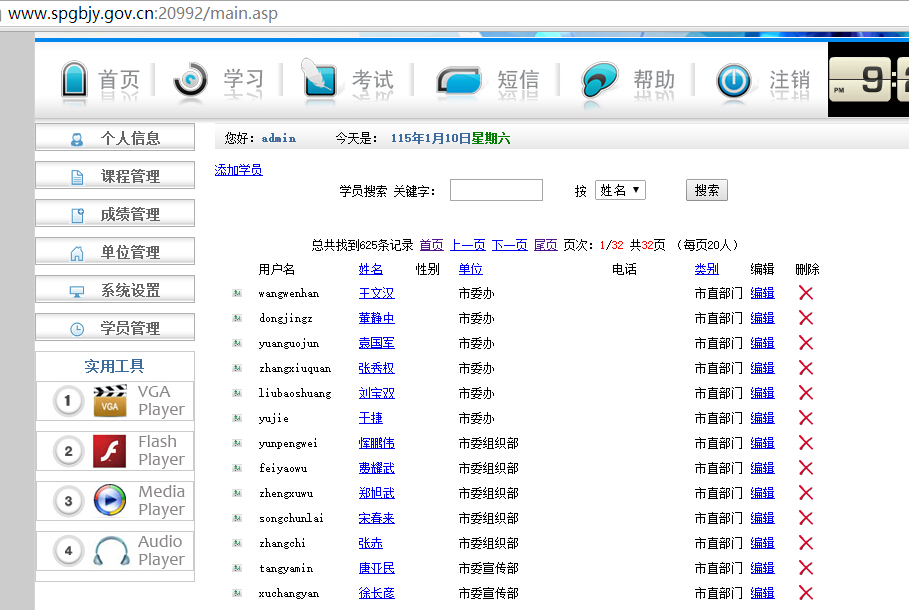 www.spgbjy.gov.cn:20992/main.asp
首页 学习 考试 短信 帮助 注销
PM 9:
个人信息
课程管理
成绩管理
单位管理
系统设置
学员管理
实用工具
1 VGA VGA Player
2 Flash Player
3 Media Player
4 Audio Player
您好：admin 今天是： 115年1月10日星期六
添加学员
学员搜索 关键字： 按 姓名 搜索
总共找到625条记录 首页 上一页 下一页 尾页 页次：1/32 共32页 （每页20人）
用户名 姓名 性别 单位 电话 类别 编辑 删除
wangwenhan 王文汉 市委办 市直部门 编辑
dongjingz 董静中 市委办 市直部门 编辑
yuanguojun 袁国军 市委办 市直部门 编辑
zhangxiuquan 张秀权 市委办 市直部门 编辑
liubaoshuang 刘宝双 市委办 市直部门 编辑
yujie 于捷 市委办 市直部门 编辑
yunpengwei 恽鹏伟 市委组织部 市直部门 编辑
feiyaowu 费耀武 市委组织部 市直部门 编辑
zhengxuwu 郑旭武 市委组织部 市直部门 编辑
songchunlai 宋春来 市委组织部 市直部门 编辑
zhangchi 张赤 市委组织部 市直部门 编辑
tangyamin 唐亚民 市委宣传部 市直部门 编辑
xuchangyan 徐长彦 市委宣传部 市直部门 编辑